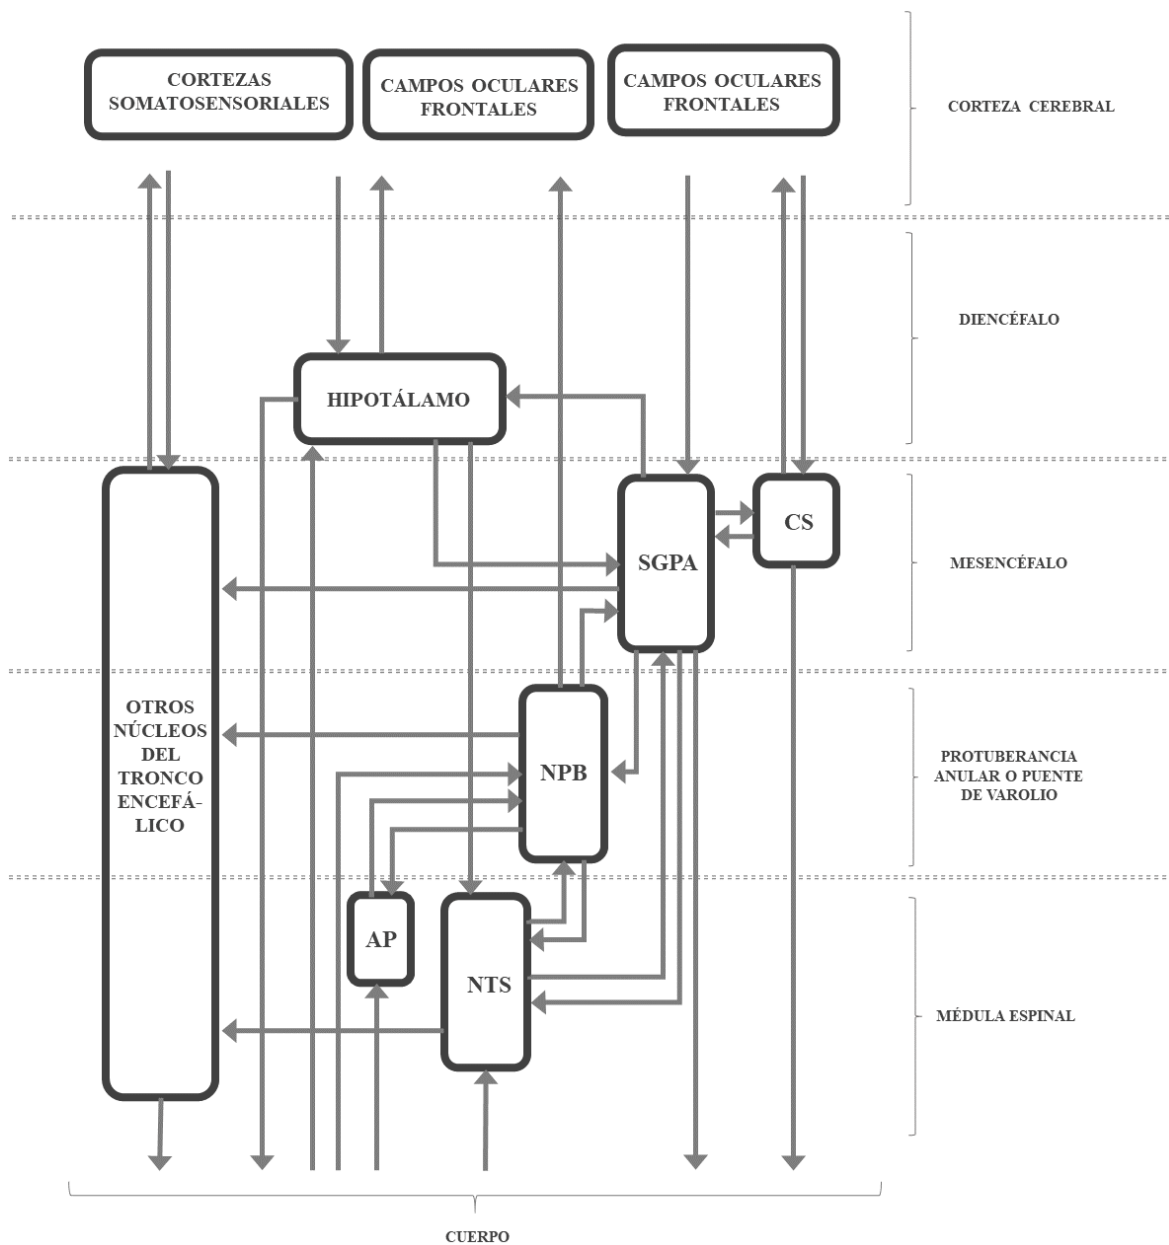 CORTEZAS
SOMATOSENSORIALES
CAMPOS OCULARES
FRONTALES
CAMPOS OCULARES
FRONTALES
CORTEZA CEREBRAL
DIENCÉFALO
HIPOTÁLAMO
CS
SGPA
MESENCÉFALO
OTROS
NÚCLEOS
DEL
TRONCO
ENCEFÁ-
LICO
NPB
PROTUBERANCIA
ANULAR O PUENTE
DE VAROLIO
AP
NTS
MÉDULA ESPINAL
CUERPO